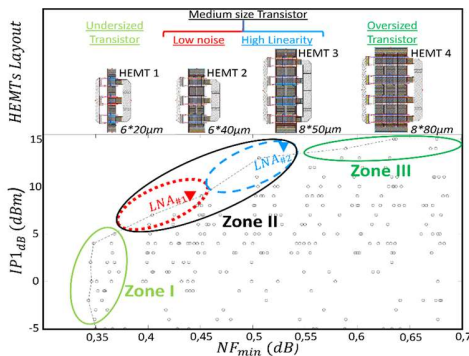 Medium size Transistor
Undersized Transistor
Low noise
High Linearity
Oversized Transistor
HEMTs Layout
HEMT 1
HEMT 2
HEMT 3
HEMT 4
6*20μm
6*40μm
8*50μm
8*80μm
IP1dB (dBm)
15
10
5
0
-5
LNA#1
LNA#2
Zone I
Zone II
Zone III
0,35
0,4
0,45
0,5
0,55
0,6
0,65
0,7
NFmin (dB)